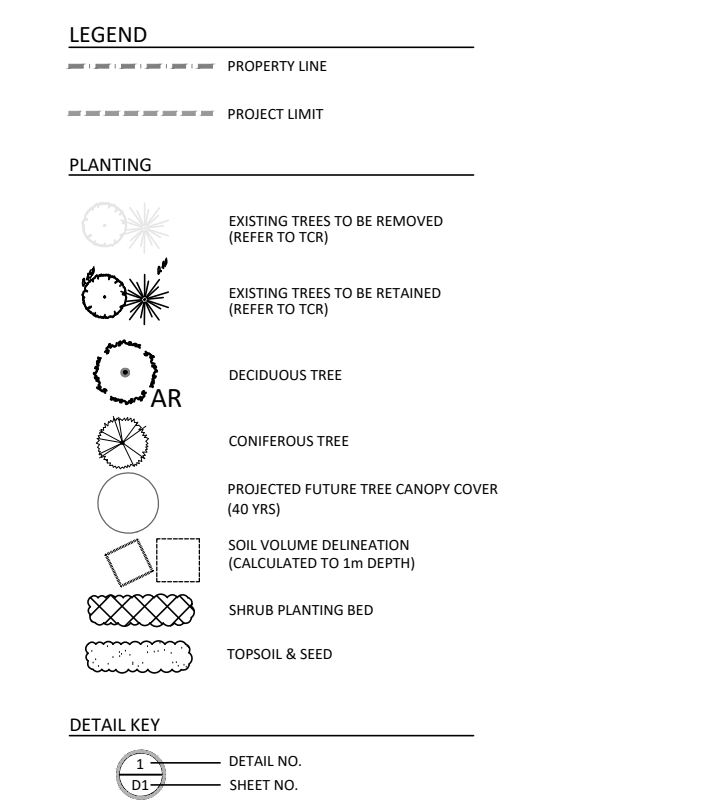 LEGEND
PROPERTY LINE
PROJECT LIMIT
PLANTING
EXISTING TREES TO BE REMOVED
(REFER TO TCR)
EXISTING TREES TO BE RETAINED
(REFER TO TCR)
DECIDUOUS TREE
AR
CONIFEROUS TREE
PROJECTED FUTURE TREE CANOPY COVER
(40 YRS)
SOIL VOLUME DELINEATION
(CALCULATED TO 1m DEPTH)
SHRUB PLANTING BED
TOPSOIL & SEED
DETAIL KEY
1 DETAIL NO.
D1 SHEET NO.